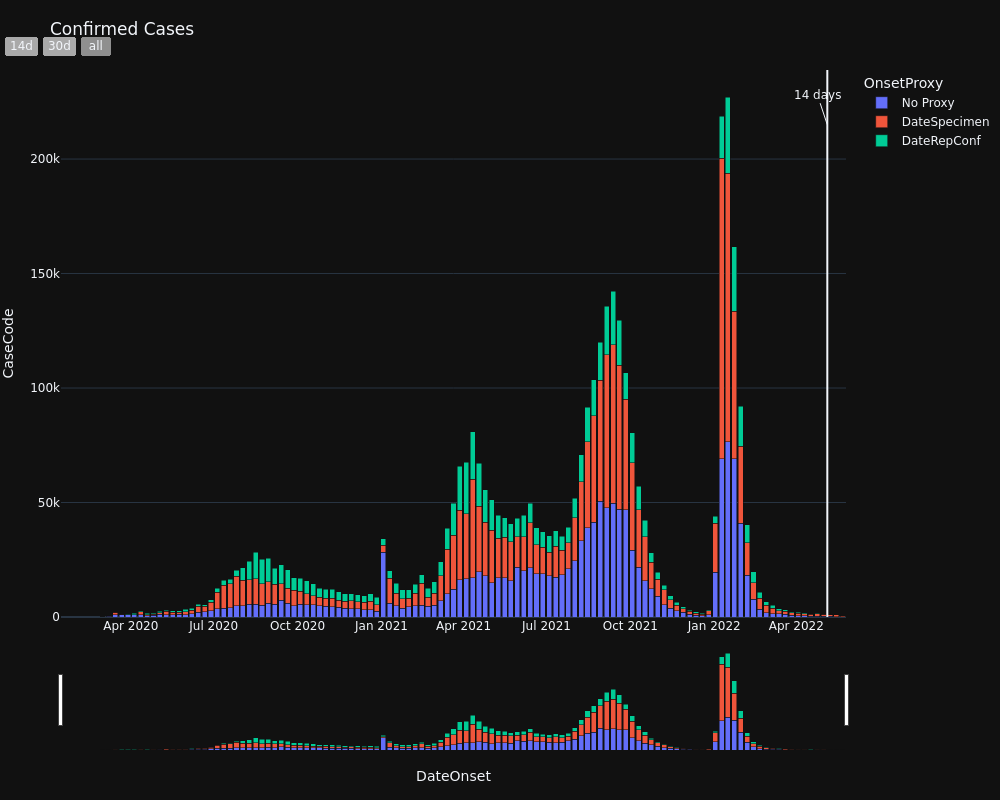 Confirmed Cases
14d 30d all
14 days
OnsetProxy
No Proxy
DateSpecimen
DateRepConf
CaseCode
200k
150k
100k
50k
0
Apr 2020 Jul 2020 Oct 2020 Jan 2021 Apr 2021 Jul 2021 Oct 2021 Jan 2022 Apr 2022
DateOnset